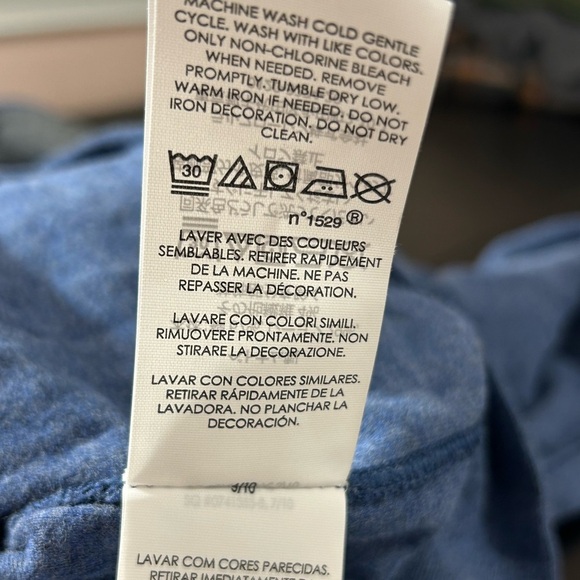 MACHINE WASH COLD GENTLE
CYCLE. WASH WITH LIKE COLORS.
ONLY NON-CHLORINE BLEACH
WHEN NEEDED. REMOVE
PROMPTLY. TUMBLE DRY LOW.
WARM IRON IF NEEDED. DO NOT
IRON DECORATION. DO NOT DRY
CLEAN.
30
n°1529 ®
LAVER AVEC DES COULEURS
SEMBLABLES. RETIRER RAPIDEMENT
DE LA MACHINE. NE PAS
REPASSER LA DÉCORATION.
LAVARE CON COLORI SIMILI.
RIMUOVERE PRONTAMENTE. NON
STIRARE LA DECORAZIONE.
LAVAR CON COLORES SIMILARES.
RETIRAR RÁPIDAMENTE DE LA
LAVADORA. NO PLANCHAR LA
DECORACIÓN.
LAVAR COM CORES PARECIDAS.
RETIRAR IMEDIATAMENTE